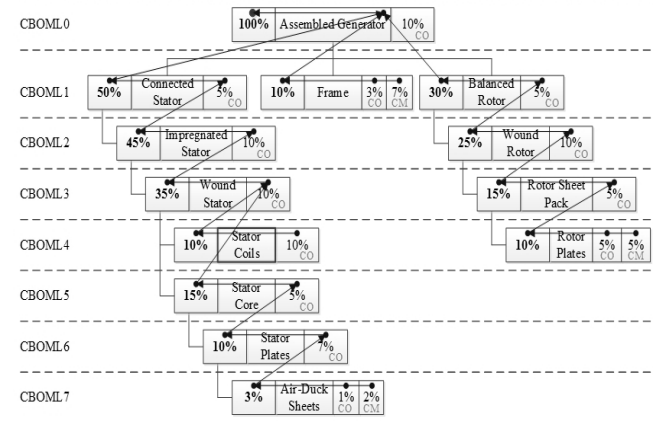 CBOML0
100% Assembled Generator 10%
CO
CBOML1
50% Connected Stator 5% CO
10% Frame 3% CO 7% CM
30% Balanced Rotor 5% CO
CBOML2
45% Impregnated Stator 10% CO
25% Wound Rotor 10% CO
CBOML3
35% Wound Stator 10% CO
15% Rotor Sheet Pack 5% CO
CBOML4
10% Stator Coils 10% CO
10% Rotor Plates 5% CO 5% CM
CBOML5
15% Stator Core 5% CO
CBOML6
10% Stator Plates 7% CO
CBOML7
3% Air-Duck Sheets 1% CO 2% CM